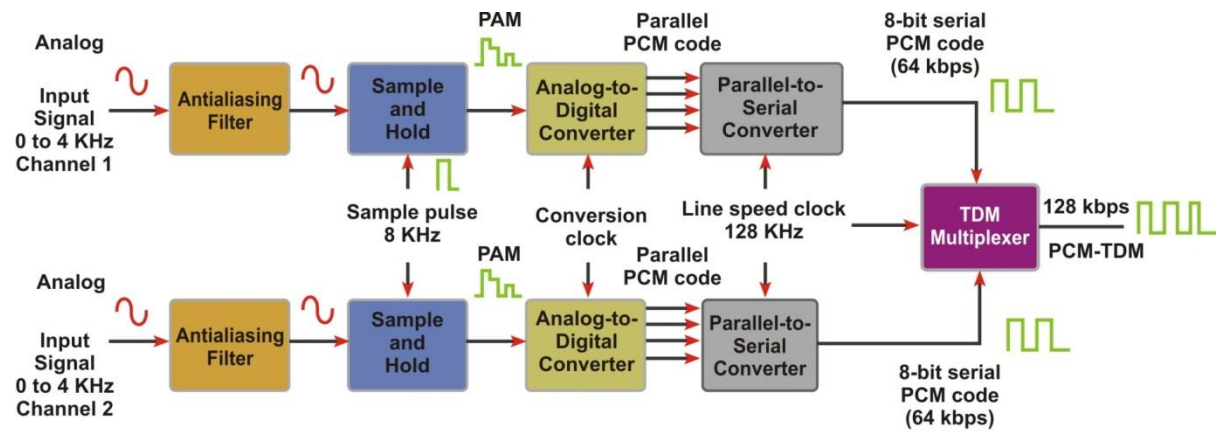 PAM
Parallel
PCM code
8-bit serial
PCM code
(64 kbps)
Analog
Input
Signal
0 to 4 KHz
Channel 1
Antialiasing
Filter
Sample
and
Hold
Analog-to-
Digital
Converter
Parallel-to-
Serial
Converter
Sample pulse
8 KHz
Conversion
clock
Line speed clock
128 KHz
TDM
Multiplexer
128 kbps
PCM-TDM
PAM
Parallel
PCM code
Analog
Input
Signal
0 to 4 KHz
Channel 2
Antialiasing
Filter
Sample
and
Hold
Analog-to-
Digital
Converter
Parallel-to-
Serial
Converter
8-bit serial
PCM code
(64 kbps)